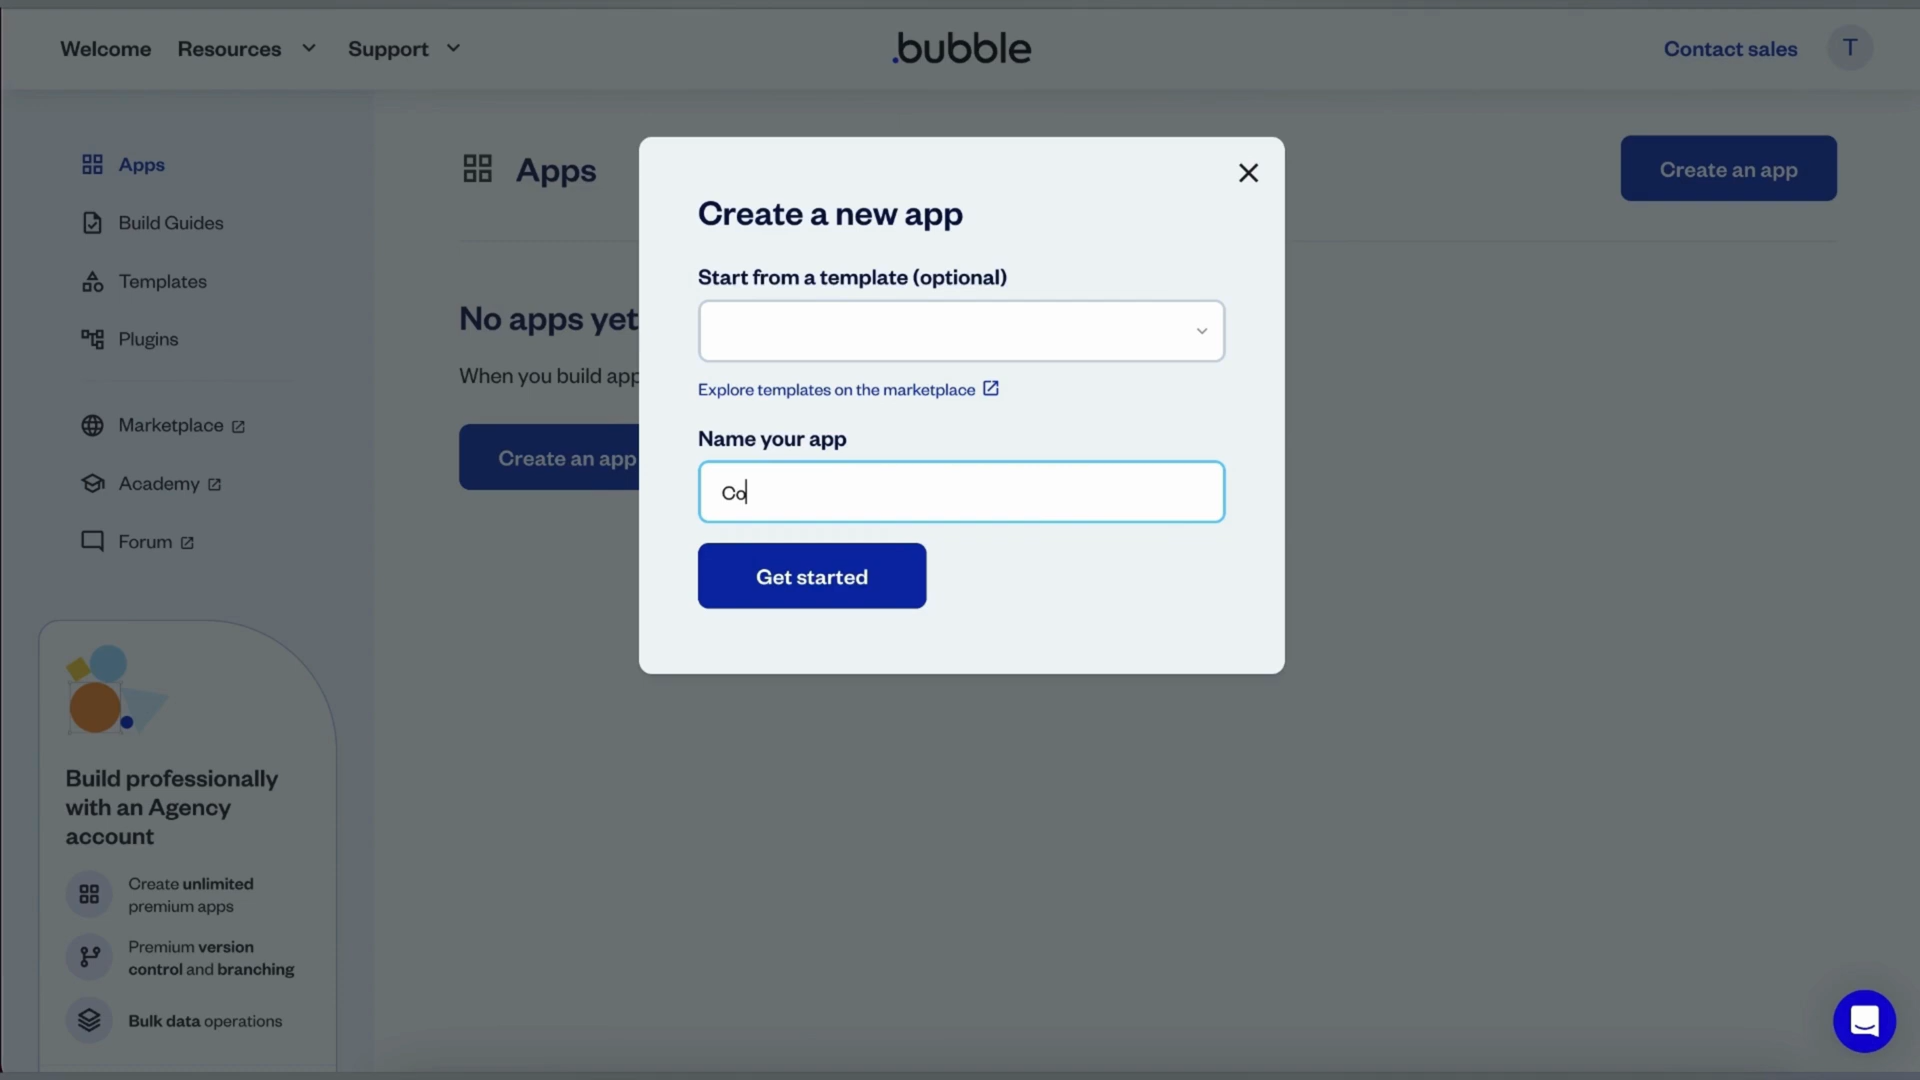 Welcome Resources Support
.bubble
Contact sales T
Apps
Build Guides
Templates
Plugins
Marketplace
Academy
Forum
Build professionally
with an Agency
account
Create unlimited
premium apps
Premium version
control and branching
Bulk data operations
Apps
Create an app
No apps yet
When you build app
Create an app
Create a new app
Start from a template (optional)
Explore templates on the marketplace
Name your app
Co
Get started